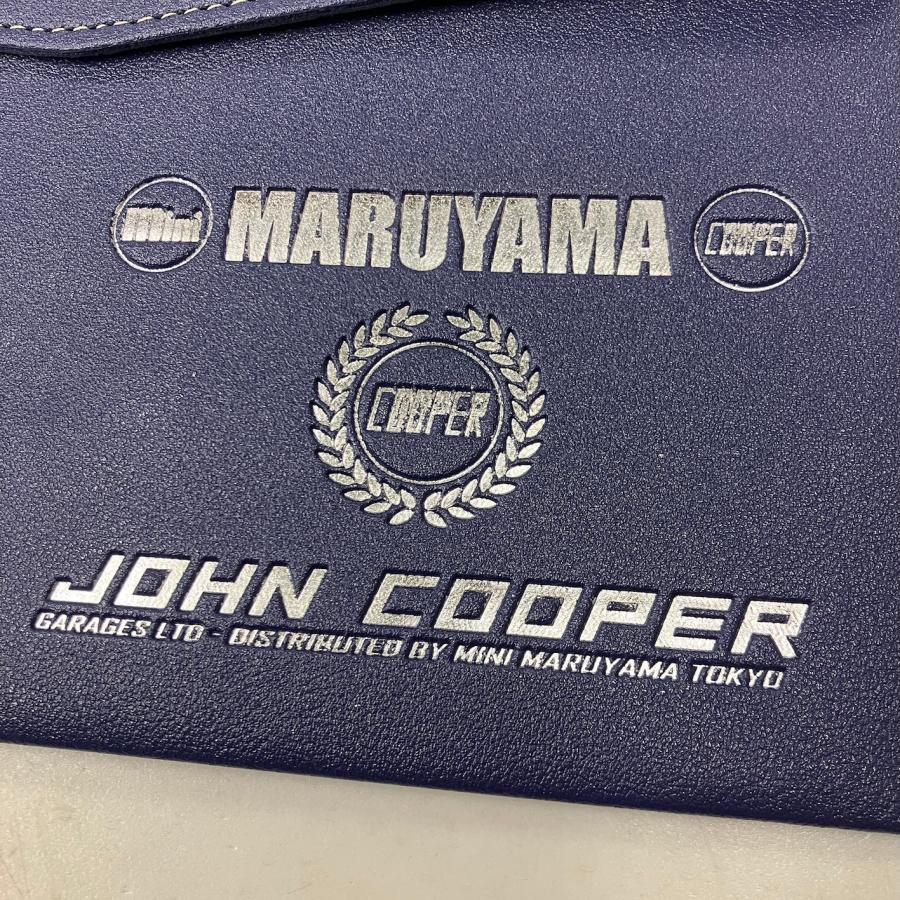 mini MARUYAMA COOPER
COOPER
JOHN COOPER
GARAGES LTD - DISTRIBUTED BY MINI MARUYAMA TOKYO